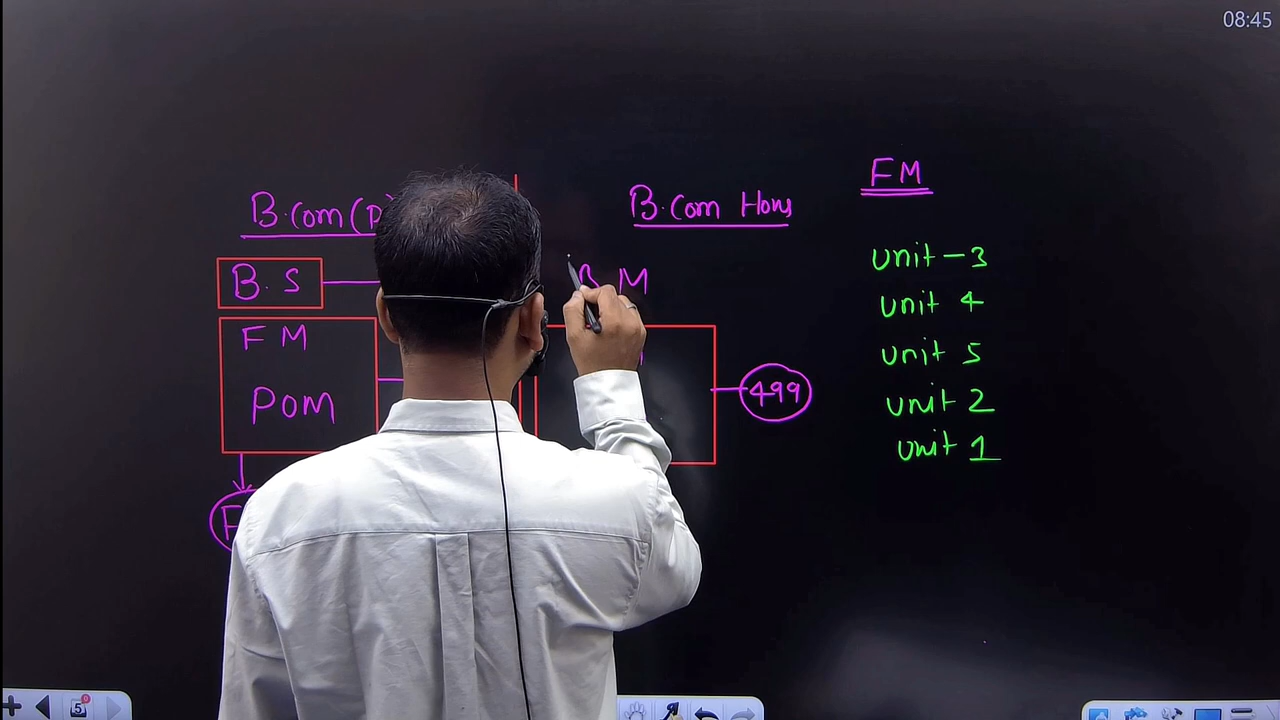 08:45
B.Com(P)
B.Com Hons
FM
B.S
B M
FM
POM
499
unit - 3
unit 4
unit 5
unit 2
unit 1
5